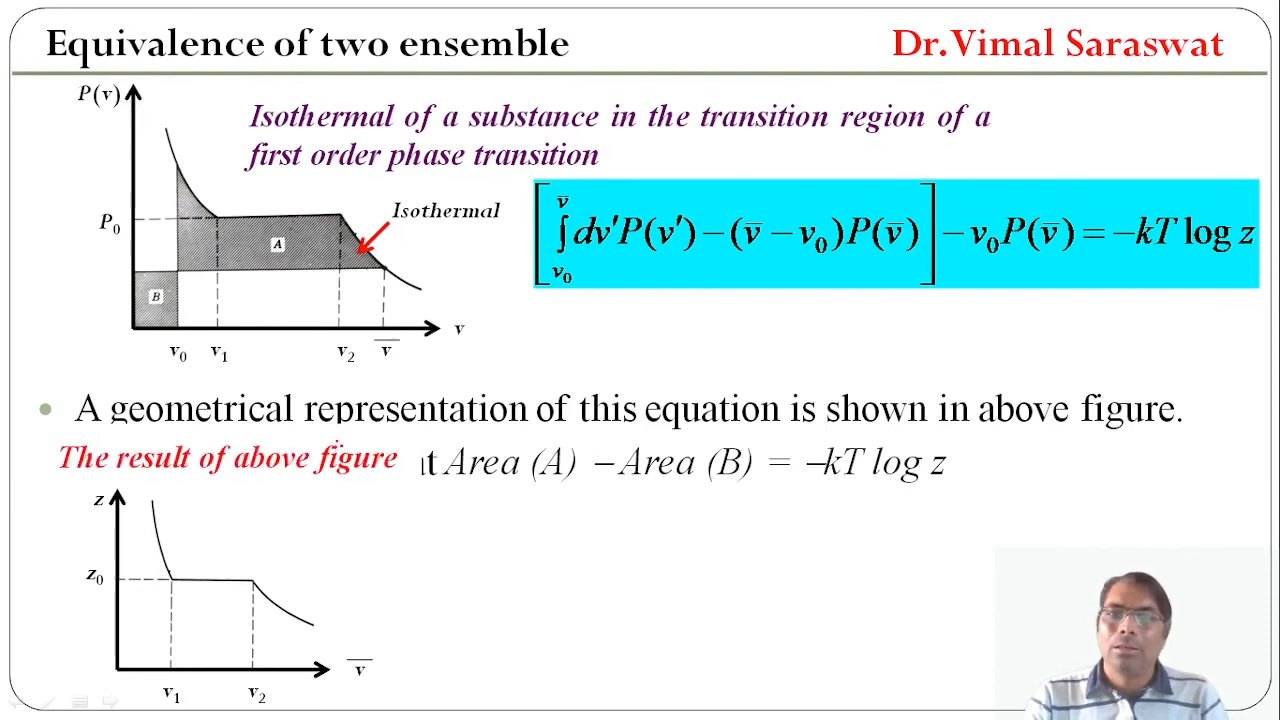 Equivalence of two ensemble
Dr. Vimal Saraswat
P(v)
Isothermal of a substance in the transition region of a
first order phase transition
P₀
Isothermal
A
B
v
v₀ v₁ v₂ v̅
[∫_{v₀}^{v̅} dv′P(v′) – (v̅ – v₀)P(v̅)] – v₀P(v̅) = –kT log z
• A geometrical representation of this equation is shown in above figure.
The result of above figure
Area (A) – Area (B) = –kT log z
z
z₀
v̅
v₁ v₂